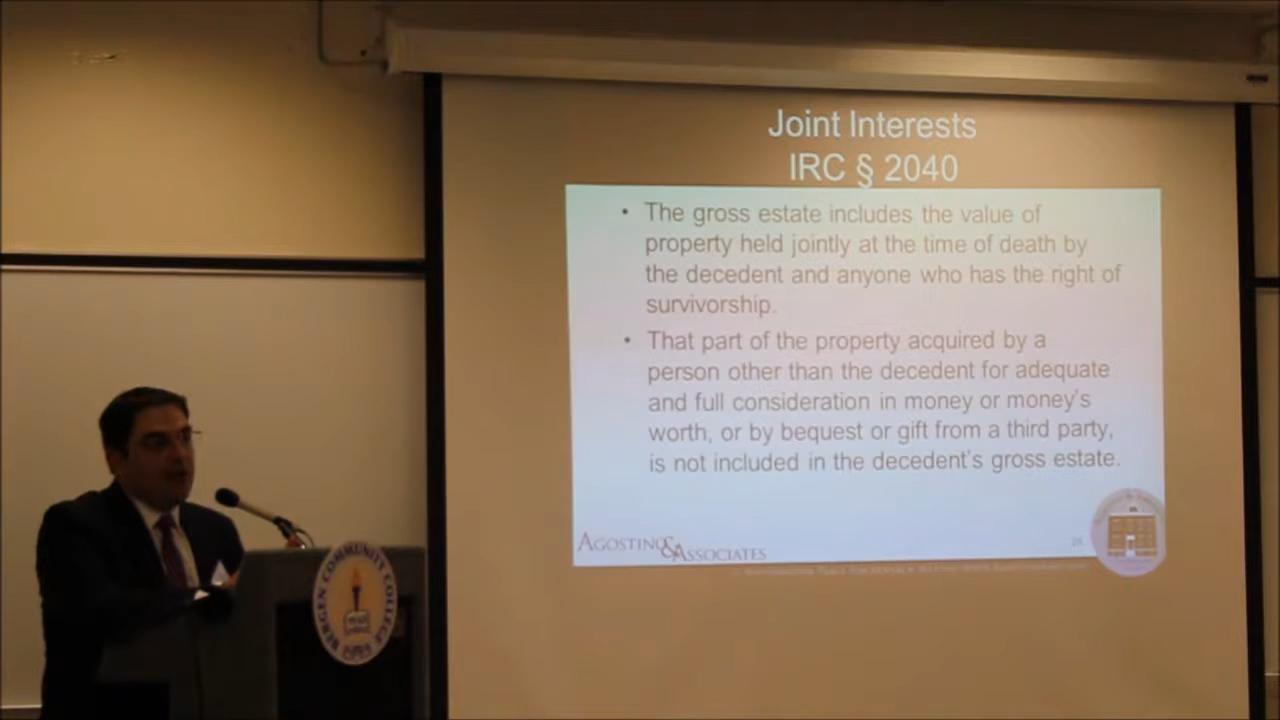 Joint Interests
IRC § 2040
• The gross estate includes the value of
property held jointly at the time of death by
the decedent and anyone who has the right of
survivorship.
• That part of the property acquired by a
person other than the decedent for adequate
and full consideration in money or money's
worth, or by bequest or gift from a third party,
is not included in the decedent's gross estate.
AGOSTINO & ASSOCIATES
BERGEN COMMUNITY COLLEGE